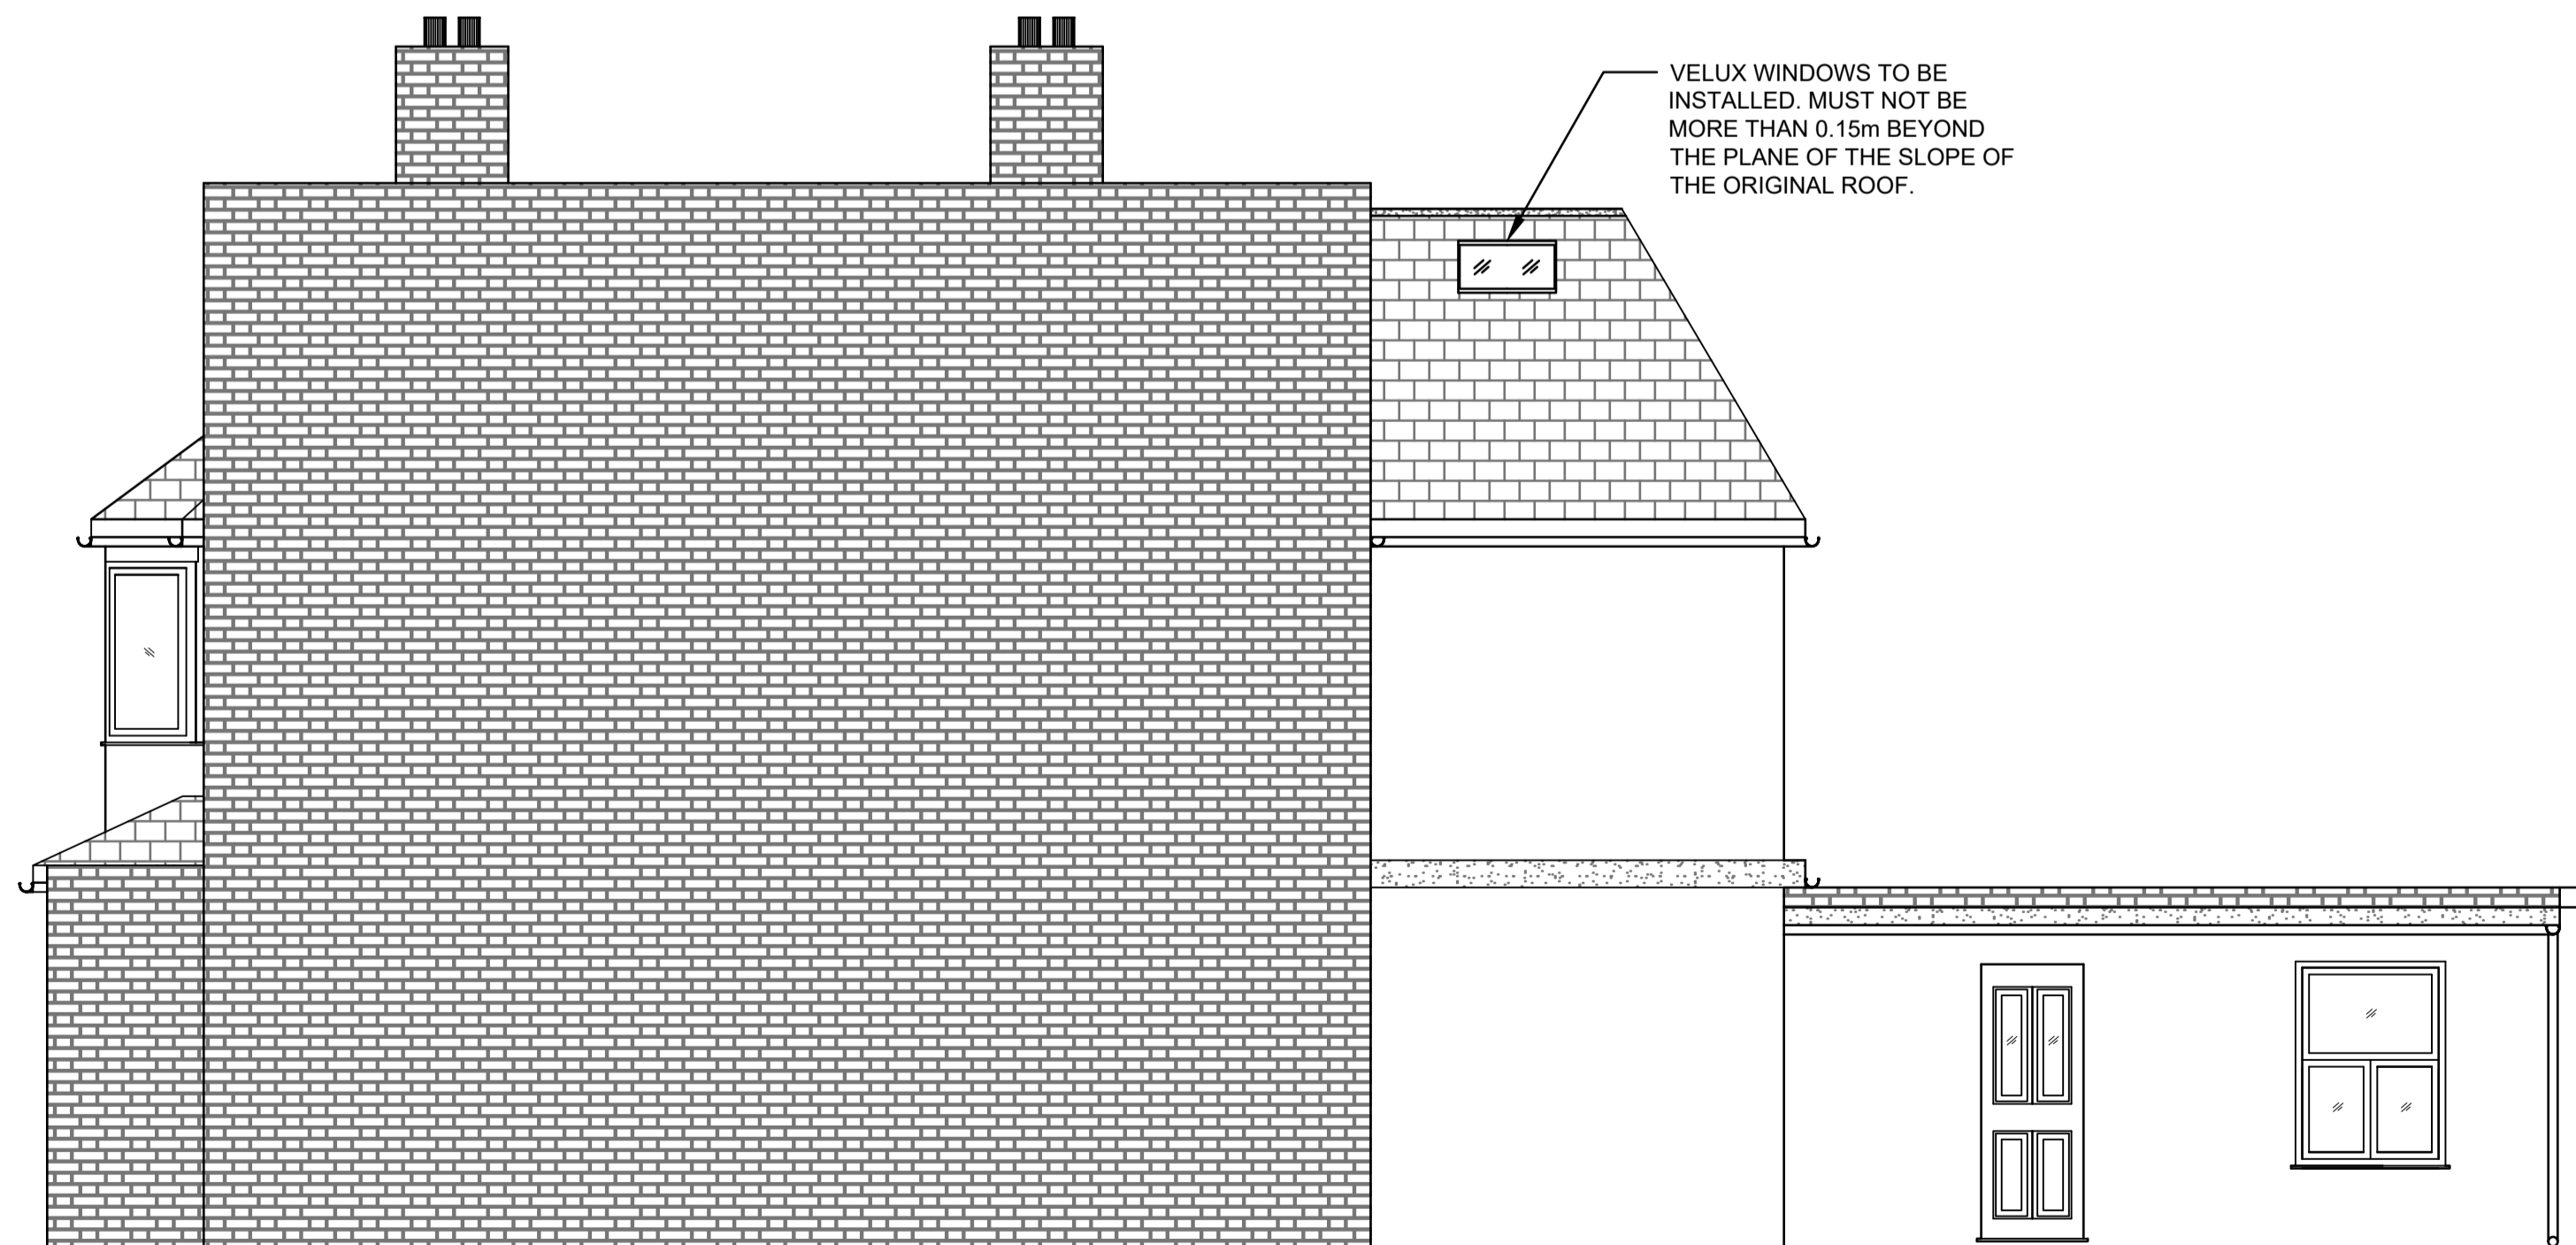 VELUX WINDOWS TO BE
INSTALLED. MUST NOT BE
MORE THAN 0.15m BEYOND
THE PLANE OF THE SLOPE OF
THE ORIGINAL ROOF.